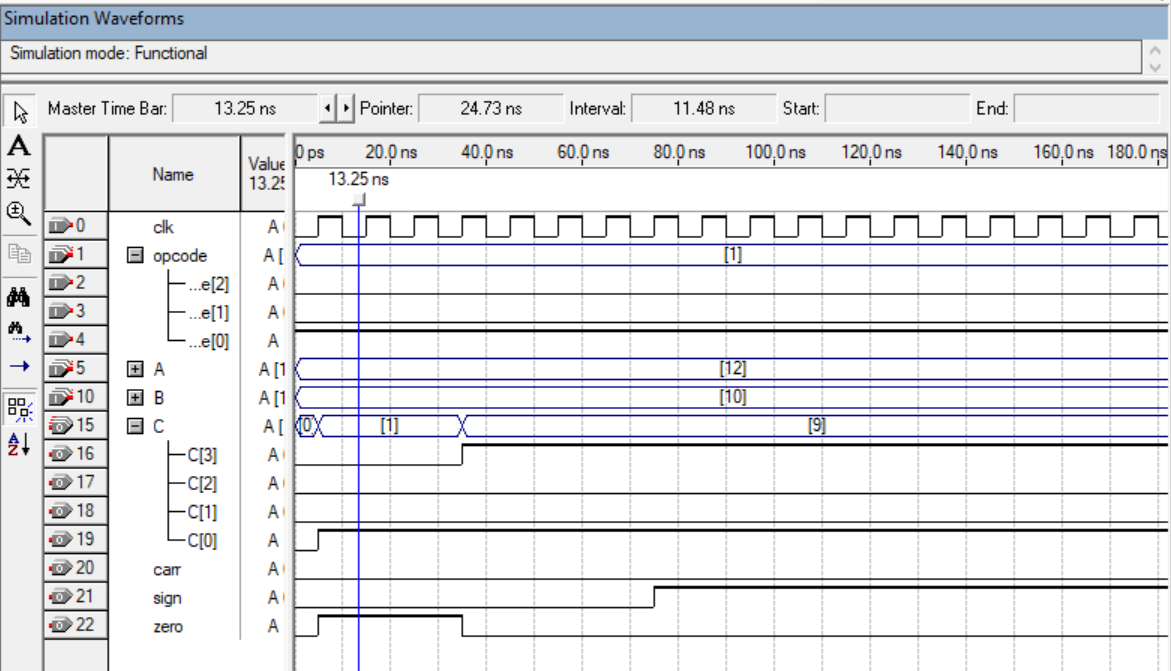 Simulation Waveforms
Simulation mode: Functional
Master Time Bar: 13.25 ns Pointer: 24.73 ns Interval: 11.48 ns Start: End:
Name Value 13.25
0 ps 20.0 ns 40.0 ns 60.0 ns 80.0 ns 100.0 ns 120.0 ns 140.0 ns 160.0 ns 180.0 ns
13.25 ns
0 clk A
1 opcode A [ [1]
2 ...e[2] A
3 ...e[1] A
4 ...e[0] A
5 A A [1 [12]
10 B A [1 [10]
15 C A [ [0] [1] [9]
16 C[3] A
17 C[2] A
18 C[1] A
19 C[0] A
20 carr A
21 sign A
22 zero A